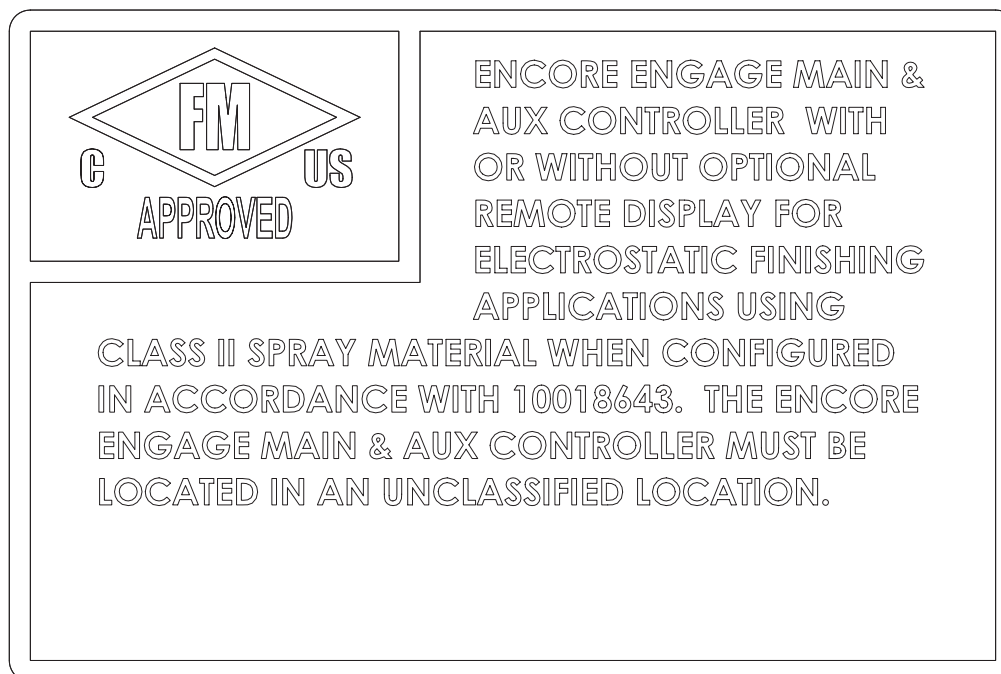 FM
C US
APPROVED
ENCORE ENGAGE MAIN &
AUX CONTROLLER WITH
OR WITHOUT OPTIONAL
REMOTE DISPLAY FOR
ELECTROSTATIC FINISHING
APPLICATIONS USING
CLASS II SPRAY MATERIAL WHEN CONFIGURED
IN ACCORDANCE WITH 10018643. THE ENCORE
ENGAGE MAIN & AUX CONTROLLER MUST BE
LOCATED IN AN UNCLASSIFIED LOCATION.